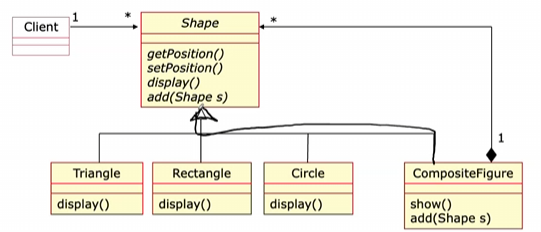 Client
1
*
Shape
*
getPosition()
setPosition()
display()
add(Shape s)
1
Triangle
display()
Rectangle
display()
Circle
display()
CompositeFigure
show()
add(Shape s)